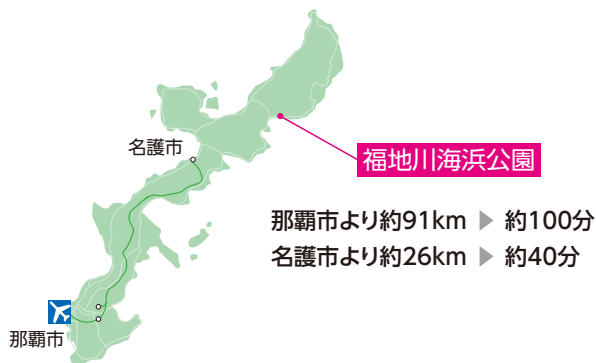 名護市
福地川海浜公園
那覇市より約91km ▶ 約100分
名護市より約26km ▶ 約40分
那覇市